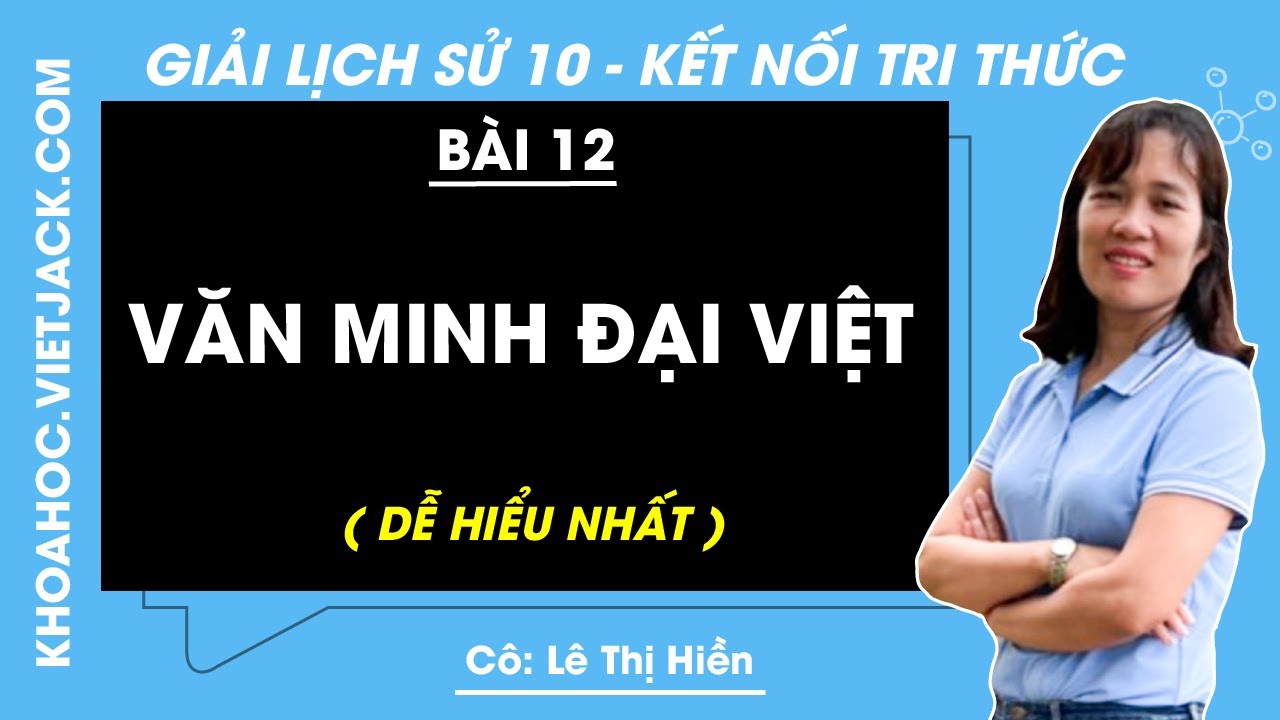 GIẢI LỊCH SỬ 10 - KẾT NỐI TRI THỨC
KHOAHOC.VIETJACK.COM
BÀI 12
VĂN MINH ĐẠI VIỆT
( DỄ HIỂU NHẤT )
Cô: Lê Thị Hiền